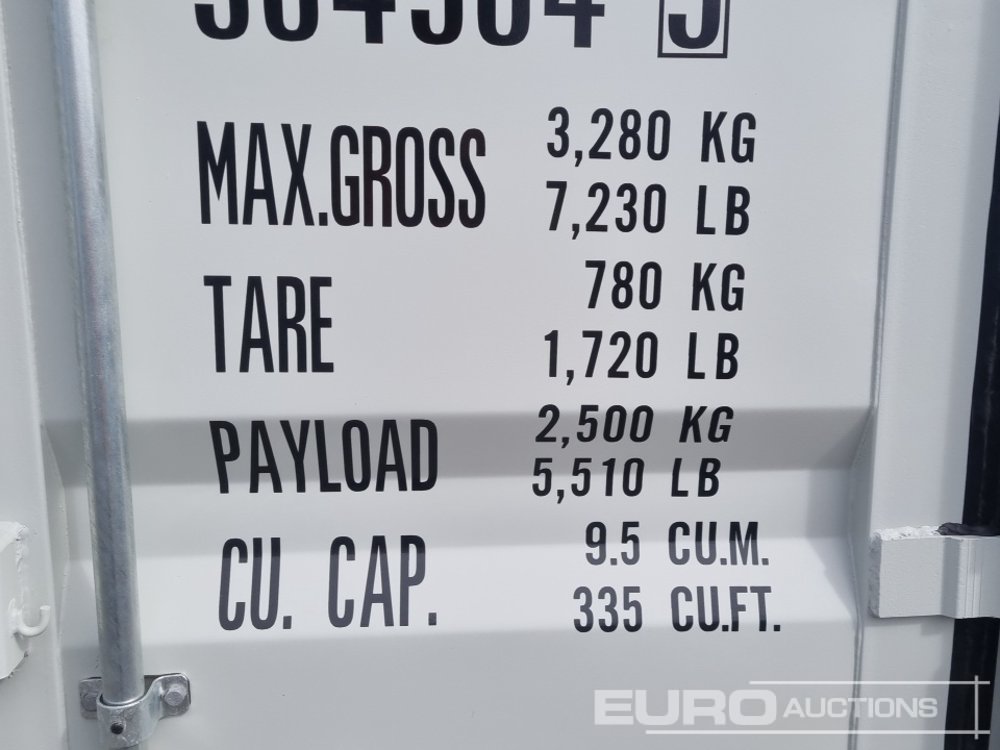 MAX.GROSS 3,280 KG
7,230 LB
TARE 780 KG
1,720 LB
PAYLOAD 2,500 KG
5,510 LB
CU. CAP. 9.5 CU.M.
335 CU.FT.
EURO AUCTIONS